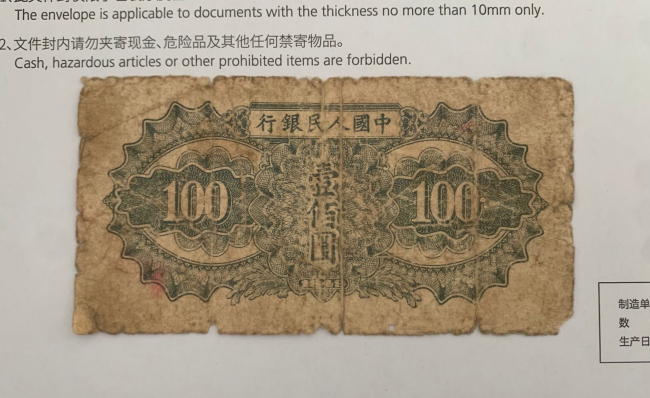 The envelope is applicable to documents with the thickness no more than 10mm only.
2、文件封内请勿夹寄现金、危险品及其他任何禁寄物品。
Cash, hazardous articles or other prohibited items are forbidden.
行銀民人國中
100
壹佰圓
100
制造单
数
生产日